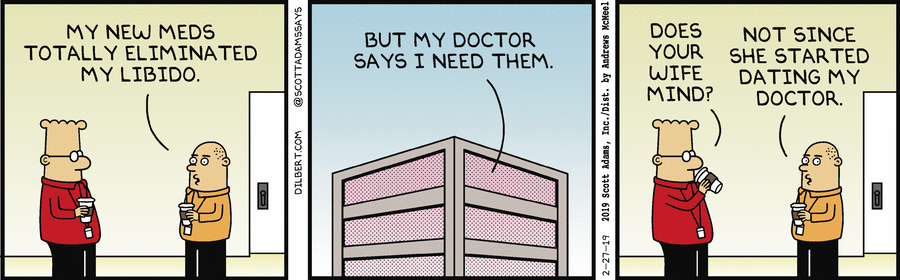 MY NEW MEDS
TOTALLY ELIMINATED
MY LIBIDO.
DILBERT.COM @SCOTTADAMSSAYS
BUT MY DOCTOR
SAYS I NEED THEM.
2-27-19 2019 Scott Adams, Inc./Dist. by Andrews McMeel
DOES
YOUR
WIFE
MIND?
NOT SINCE
SHE STARTED
DATING MY
DOCTOR.